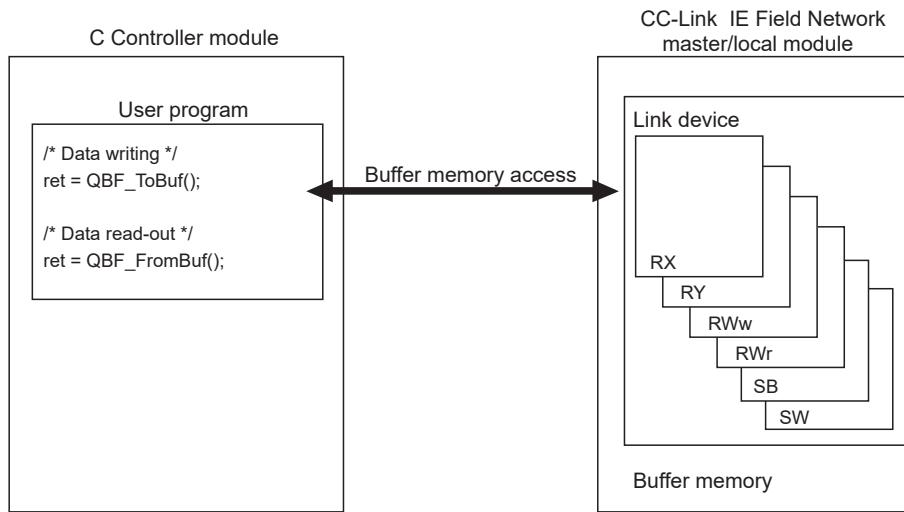 C Controller module
User program
/* Data writing */
ret = QBF_ToBuf();
/* Data read-out */
ret = QBF_FromBuf();
Buffer memory access
CC-Link IE Field Network
master/local module
Link device
RX
RY
RWw
RWr
SB
SW
Buffer memory